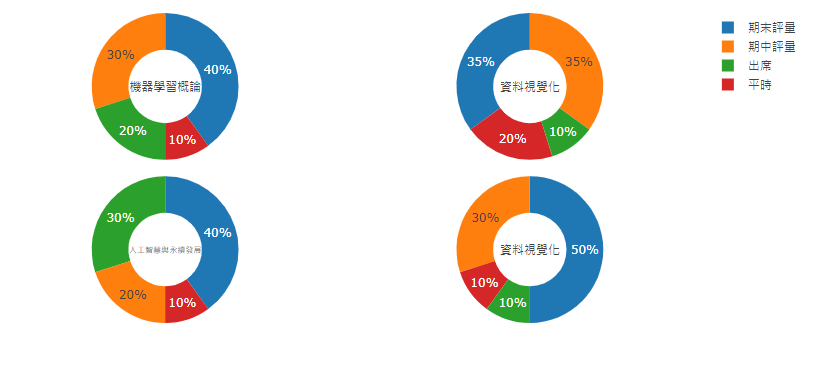 30%
40%
機器學習概論
20%
10%
35%
35%
資料視覺化
20%
10%
期末評量
期中評量
出席
平時
30%
40%
人工智慧與永續發展
20%
10%
30%
50%
資料視覺化
10%
10%